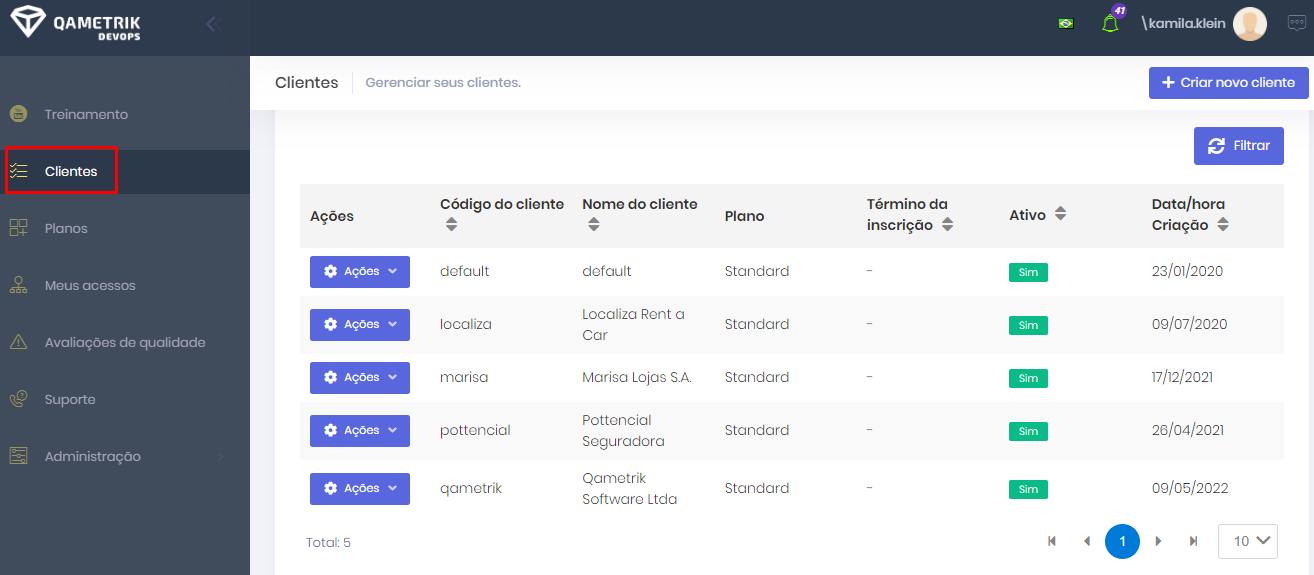 QAMETRIK
DEVOPS
41
\kamila.klein
Clientes
Gerenciar seus clientes.
Criar novo cliente
Treinamento
Clientes
Planos
Meus acessos
Avaliações de qualidade
Suporte
Administração
Filtrar
Ações Código do cliente Nome do cliente Plano Término da inscrição Ativo Data/hora Criação
Ações default default Standard - Sim 23/01/2020
Ações localiza Localiza Rent a Car Standard - Sim 09/07/2020
Ações marisa Marisa Lojas S.A. Standard - Sim 17/12/2021
Ações pottencial Pottencial Seguradora Standard - Sim 26/04/2021
Ações qametrik Qametrik Software Ltda Standard - Sim 09/05/2022
Total: 5
1
10